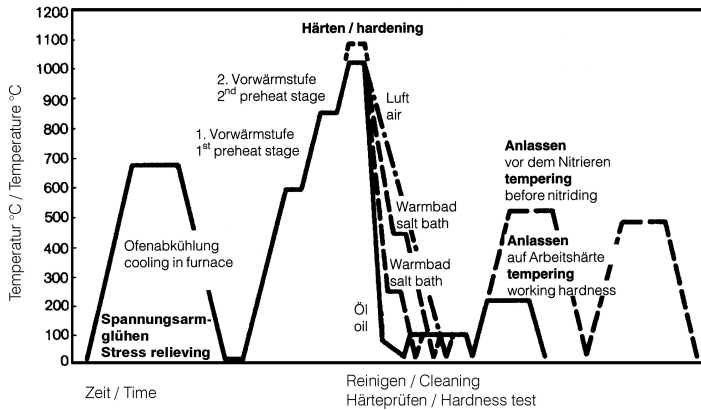 Temperatur °C / Temperature °C
1200
1100
1000
900
800
700
600
500
400
300
200
100
0
Härten / hardening
2. Vorwärmstufe
2nd preheat stage
1. Vorwärmstufe
1st preheat stage
Luft
air
Anlassen
vor dem Nitrieren
tempering
before nitriding
Warmbad
salt bath
Ofenabkühlung
cooling in furnace
Anlassen
auf Arbeitshärte
tempering
working hardness
Warmbad
salt bath
Öl
oil
Spannungsarm-
glühen
Stress relieving
Zeit / Time
Reinigen / Cleaning
Härteprüfen / Hardness test